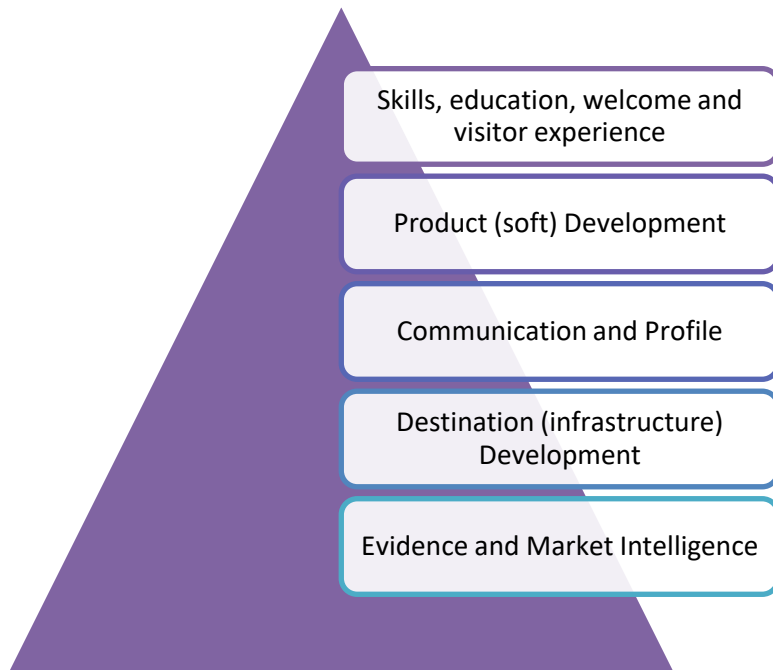 Skills, education, welcome and
visitor experience
Product (soft) Development
Communication and Profile
Destination (infrastructure)
Development
Evidence and Market Intelligence